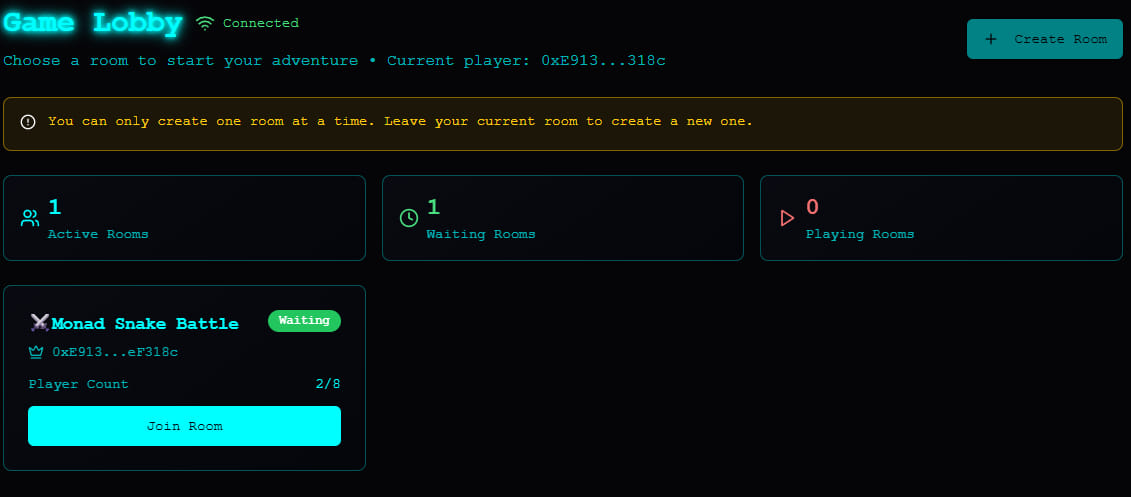 Game Lobby Connected
+ Create Room
Choose a room to start your adventure • Current player: 0xE913...318c
You can only create one room at a time. Leave your current room to create a new one.
1
Active Rooms
1
Waiting Rooms
0
Playing Rooms
⚔️Monad Snake Battle
Waiting
0xE913...eF318c
Player Count 2/8
Join Room